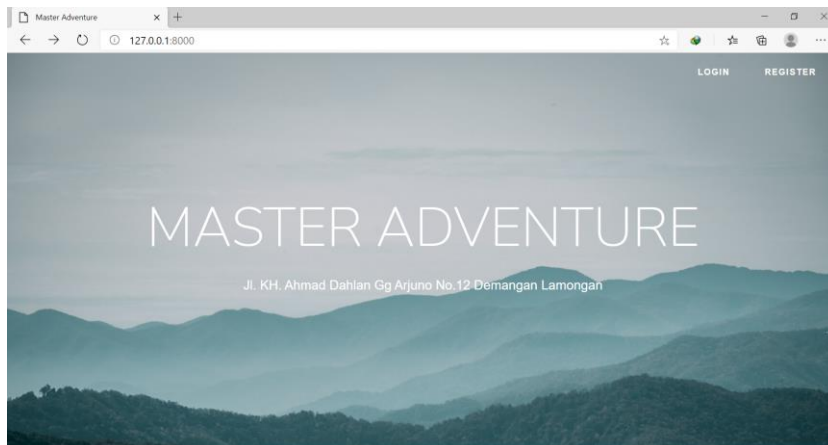 Master Adventure
127.0.0.1:8000
LOGIN REGISTER
MASTER ADVENTURE
Jl. KH. Ahmad Dahlan Gg Arjuno No.12 Demangan Lamongan